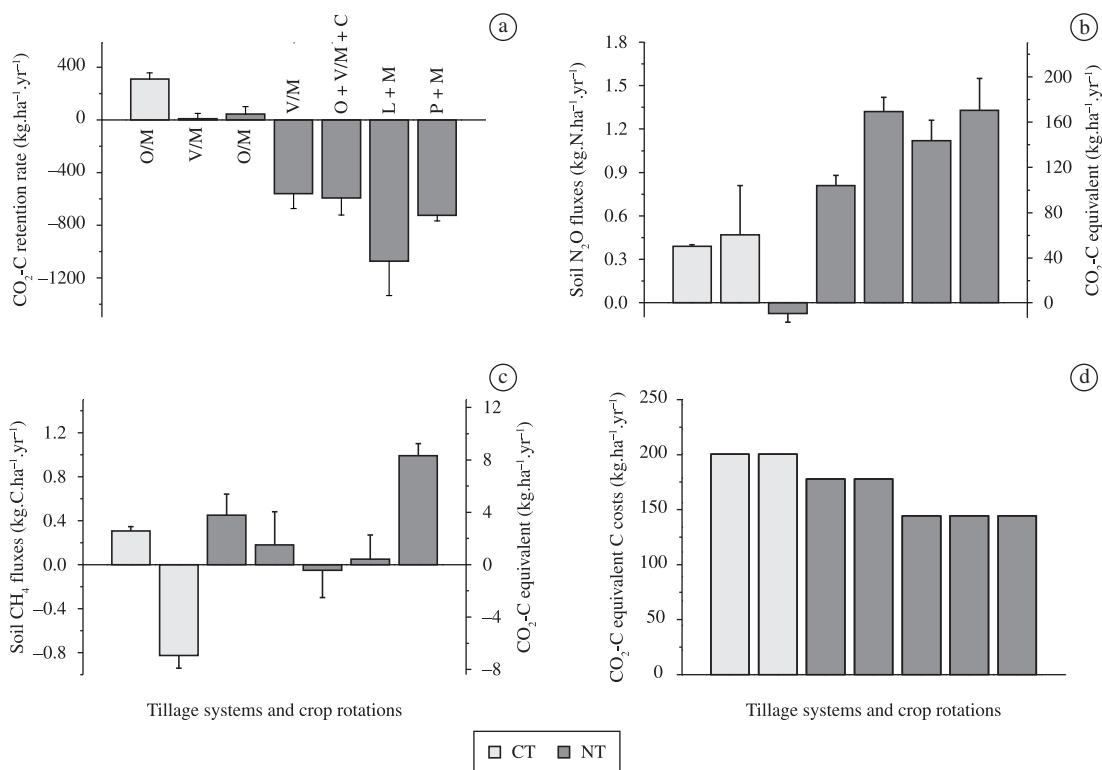 a
CO₂-C retention rate (kg.ha⁻¹.yr⁻¹)
400
0
−400
−800
−1200
O/M
V/M
O/M
V/M
O + V/M + C
L + M
P + M
b
Soil N₂O fluxes (kg.N.ha⁻¹.yr⁻¹)
1.8
1.5
1.2
0.9
0.6
0.3
0.0
200
160
120
80
40
0
CO₂-C equivalent (kg.ha⁻¹.yr⁻¹)
c
Soil CH₄ fluxes (kg.C.ha⁻¹.yr⁻¹)
1.2
0.8
0.4
0.0
−0.4
−0.8
12
8
4
0
−4
−8
CO₂-C equivalent (kg.ha⁻¹.yr⁻¹)
Tillage systems and crop rotations
d
CO₂-C equivalent C costs (kg.ha⁻¹.yr⁻¹)
250
200
150
100
50
0
Tillage systems and crop rotations
CT NT